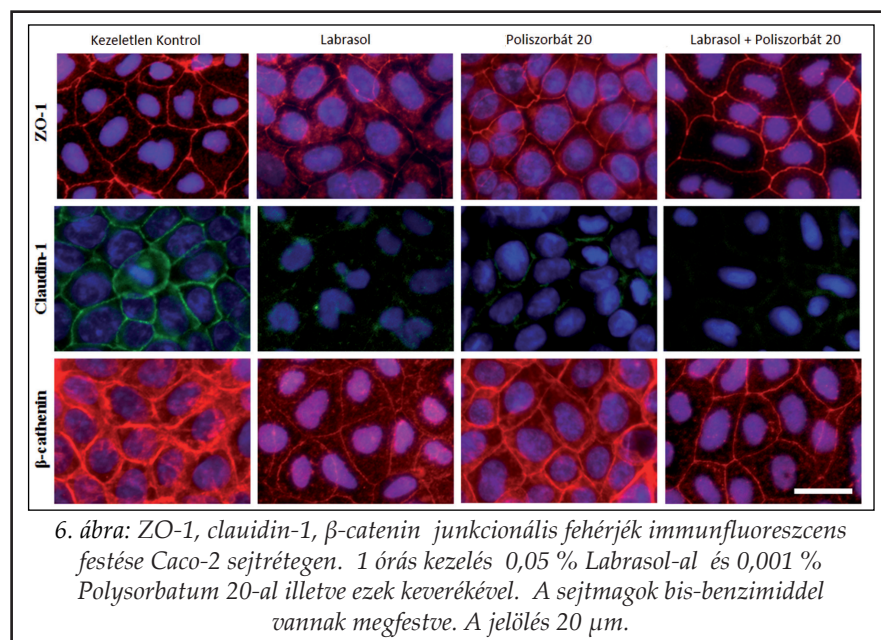 Kezeletlen Kontrol Labrasol Poliszorbát 20 Labrasol + Poliszorbát 20
ZO-1
Claudin-1
β-cathenin
6. ábra: ZO-1, clauidin-1, β-catenin junkcionális fehérjék immunfluoreszcens
festése Caco-2 sejtrétegen. 1 órás kezelés 0,05 % Labrasol-al és 0,001 %
Polysorbatum 20-al illetve ezek keverékével. A sejtmagok bis-benzimiddel
vannak megfestve. A jelölés 20 µm.